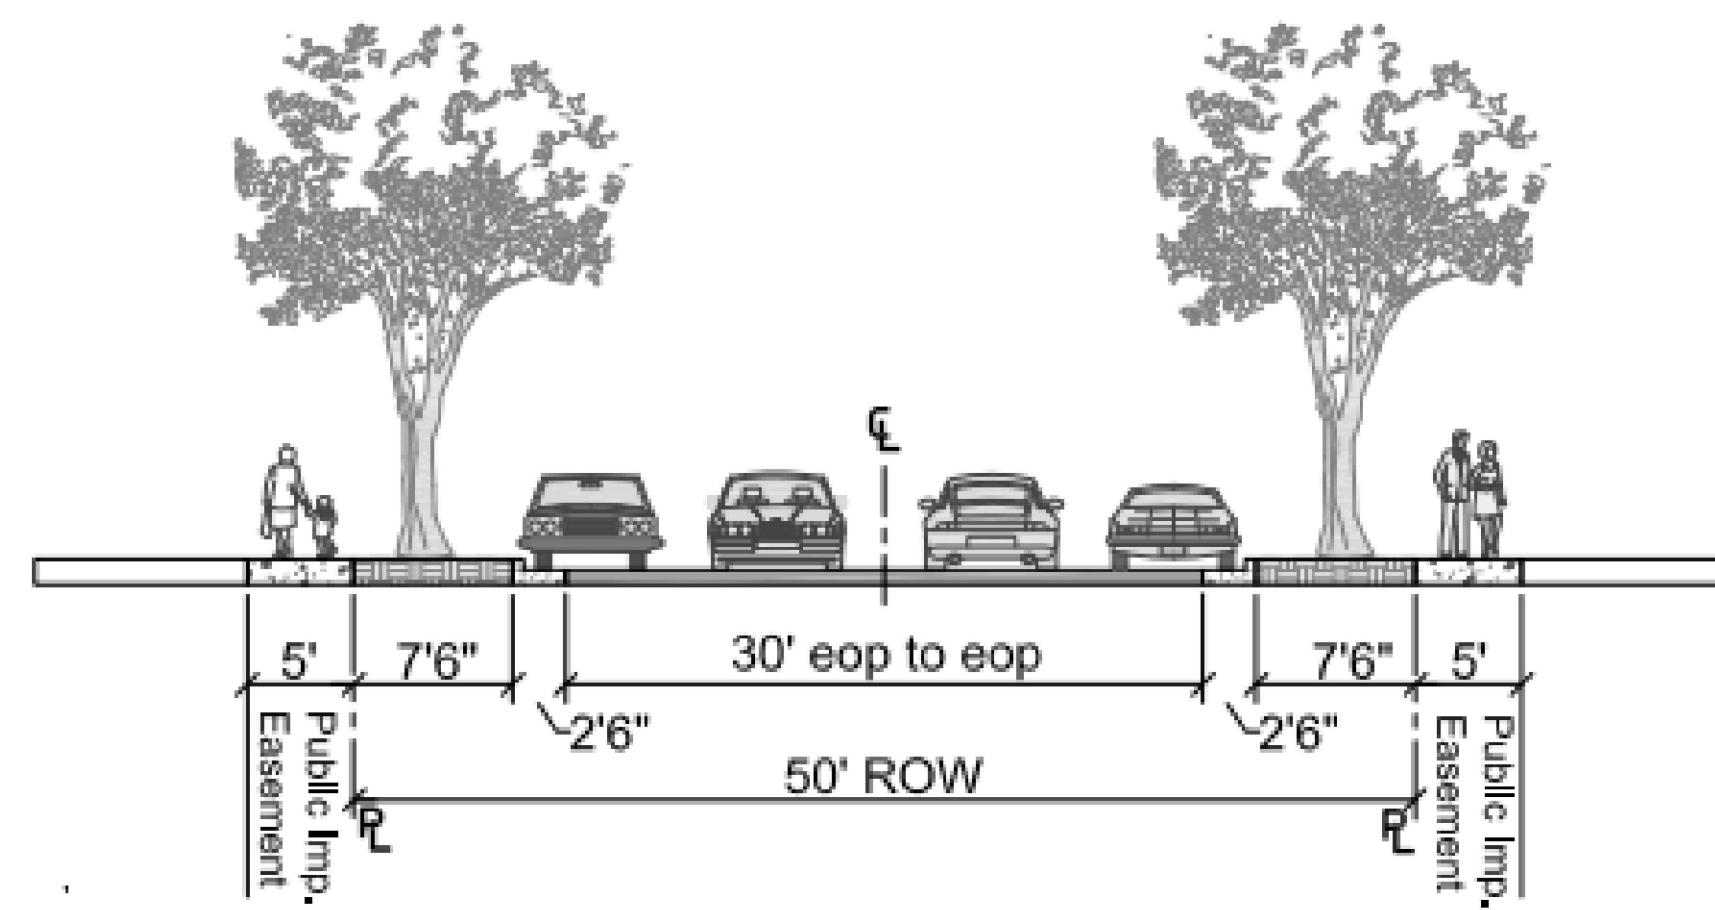 ℄
5'
7'6"
30' eop to eop
7'6"
5'
2'6"
2'6"
50' ROW
PL
PL
Public Imp.
Easement
Public Imp.
Easement